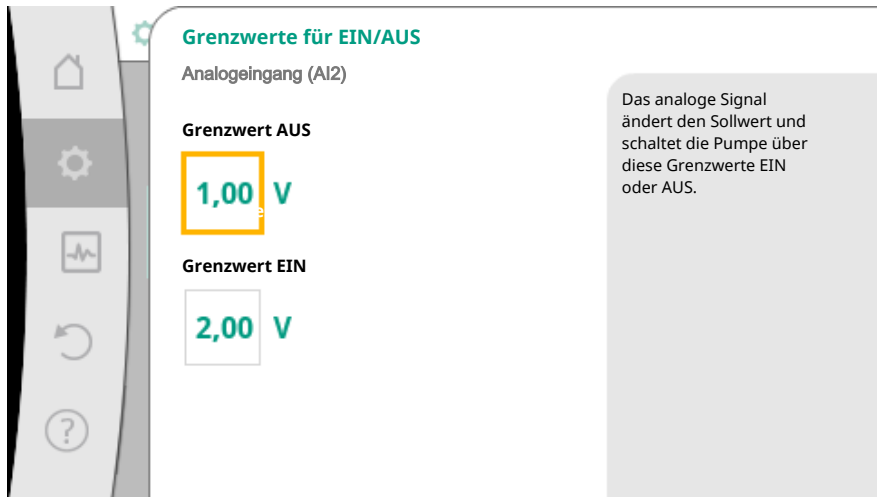 Grenzwerte für EIN/AUS
Analogeingang (AI2)
Grenzwert AUS
1,00 V
e
Grenzwert EIN
2,00 V
Das analoge Signal
ändert den Sollwert und
schaltet die Pumpe über
diese Grenzwerte EIN
oder AUS.
?